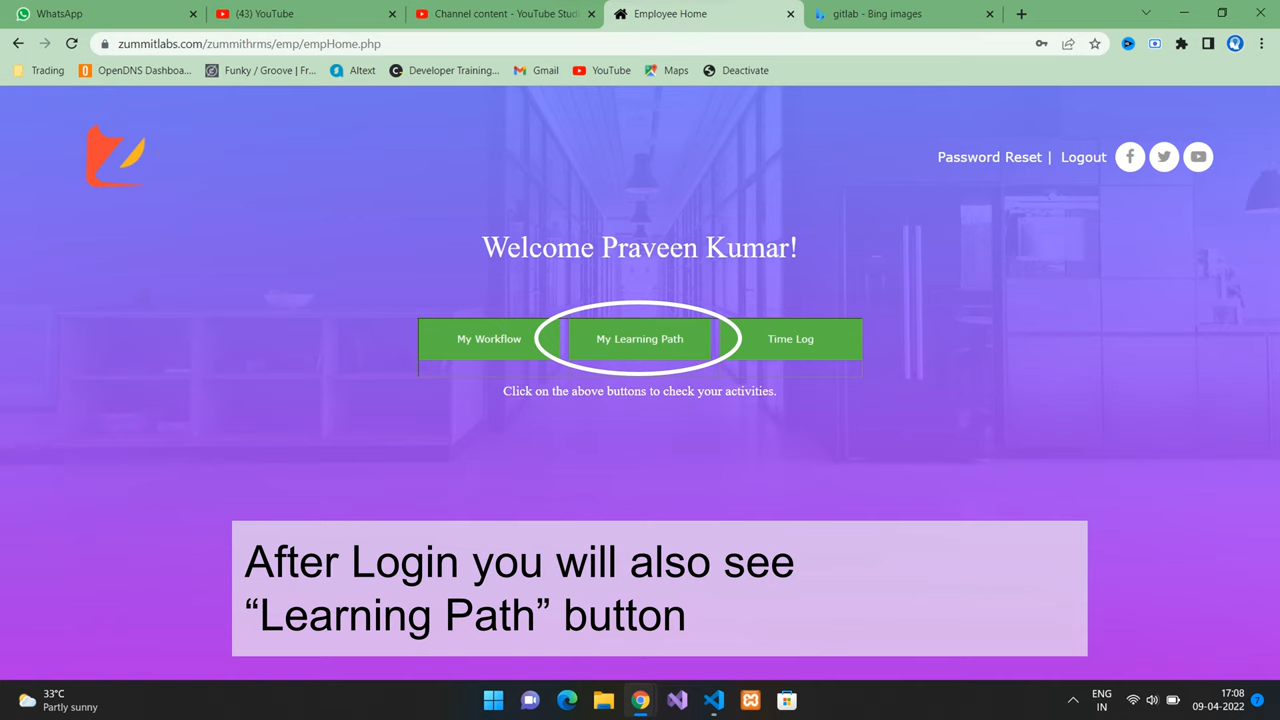 WhatsApp
(43) YouTube
Channel content - YouTube Stud
Employee Home
gitlab - Bing images
zummitlabs.com/zummithrms/emp/empHome.php
Trading
OpenDNS Dashboa...
Funky / Groove | Fr...
Altext
Developer Training...
Gmail
YouTube
Maps
Deactivate
Password Reset | Logout
Welcome Praveen Kumar!
My Workflow
My Learning Path
Time Log
Click on the above buttons to check your activities.
After Login you will also see
“Learning Path” button
33°C
Partly sunny
ENG
IN
17:08
09-04-2022
7